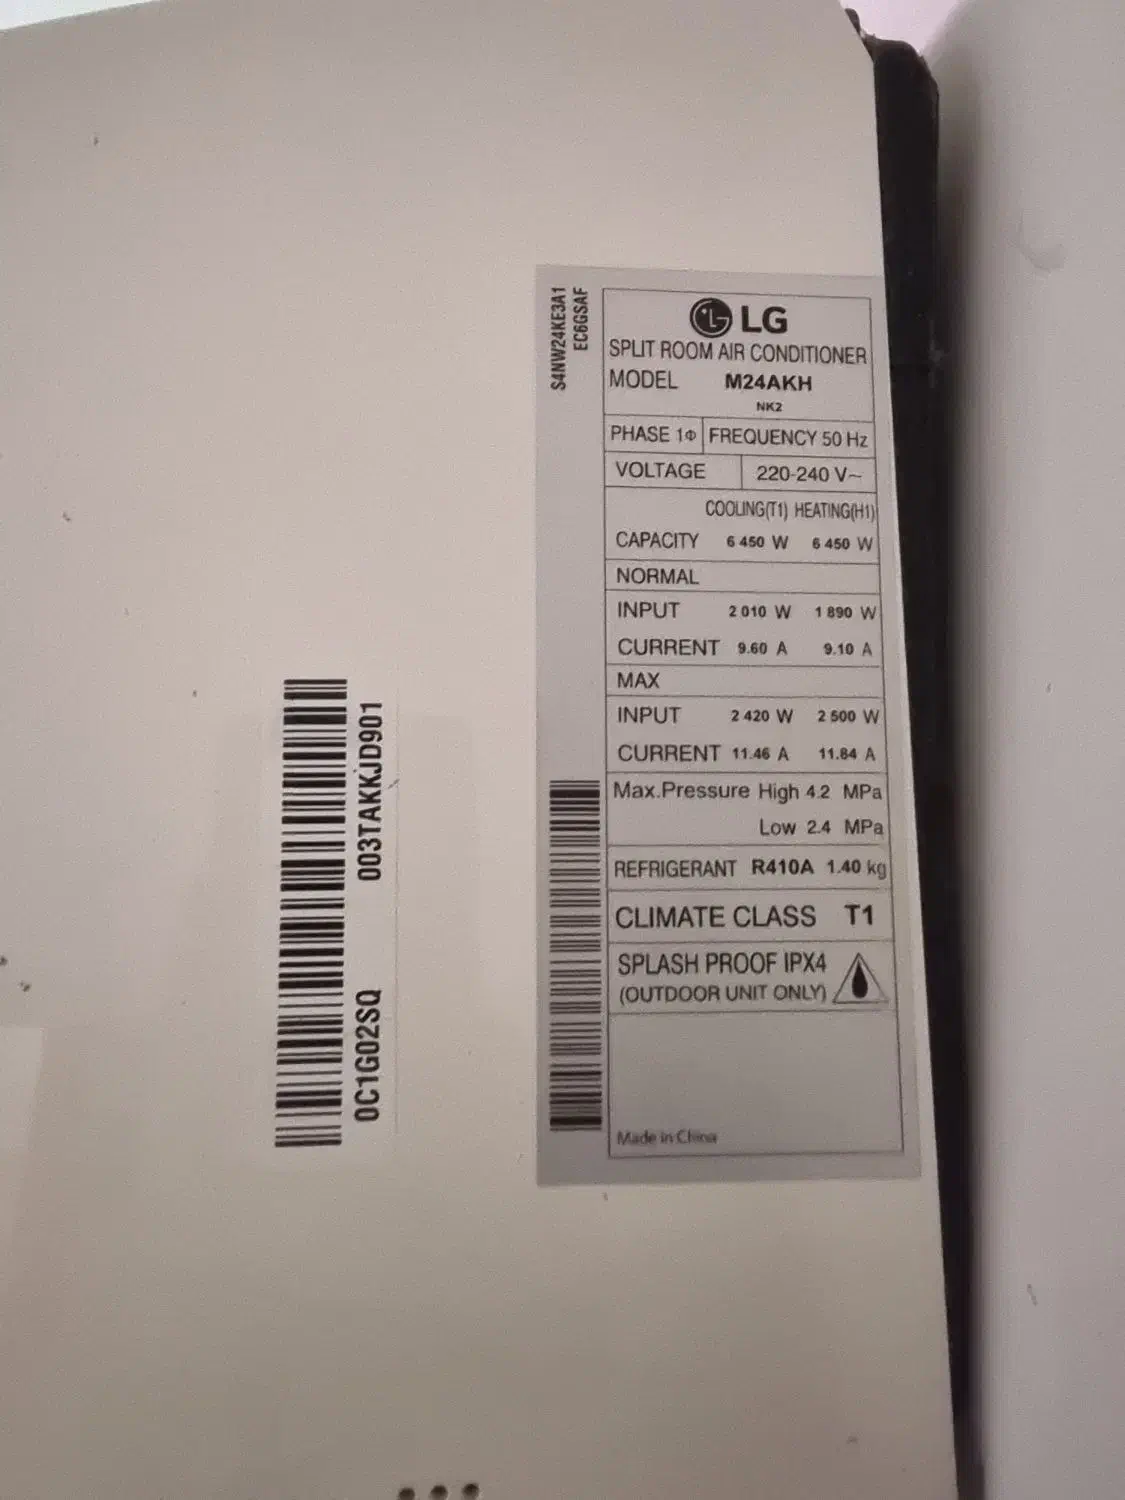 S4NW24KE3A1
EC6GSAF
LG
SPLIT ROOM AIR CONDITIONER
MODEL M24AKH
NK2
PHASE 1Φ FREQUENCY 50 Hz
VOLTAGE 220-240 V~
COOLING(T1) HEATING(H1)
CAPACITY 6 450 W 6 450 W
NORMAL
INPUT 2 010 W 1 890 W
CURRENT 9.60 A 9.10 A
MAX
INPUT 2 420 W 2 500 W
CURRENT 11.46 A 11.84 A
Max.Pressure High 4.2 MPa
Low 2.4 MPa
REFRIGERANT R410A 1.40 kg
CLIMATE CLASS T1
SPLASH PROOF IPX4
(OUTDOOR UNIT ONLY)
Made in China
0C1G02SQ 003TAKKJD901